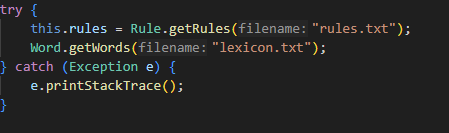 try {
this.rules = Rule.getRules(filename: "rules.txt");
Word.getWords(filename: "lexicon.txt");
} catch (Exception e) {
e.printStackTrace();
}